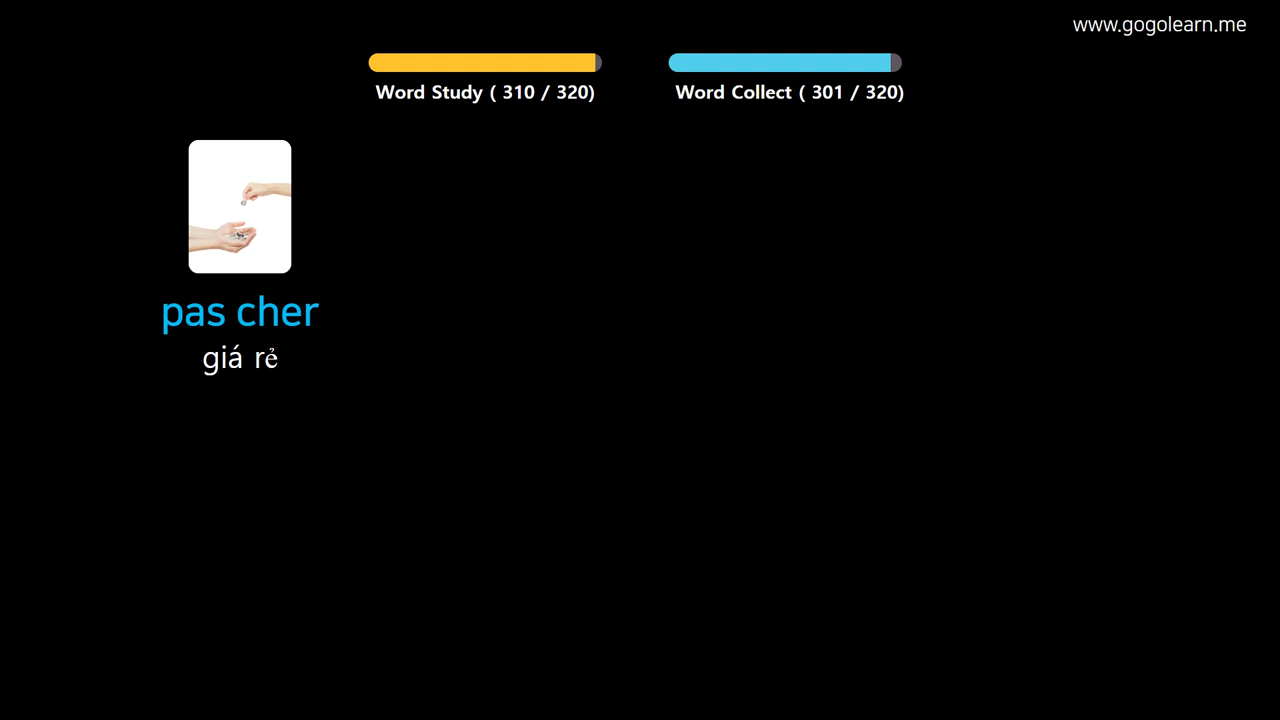 www.gogolearn.me
Word Study ( 310 / 320)
Word Collect ( 301 / 320)
pas cher
giá rẻ